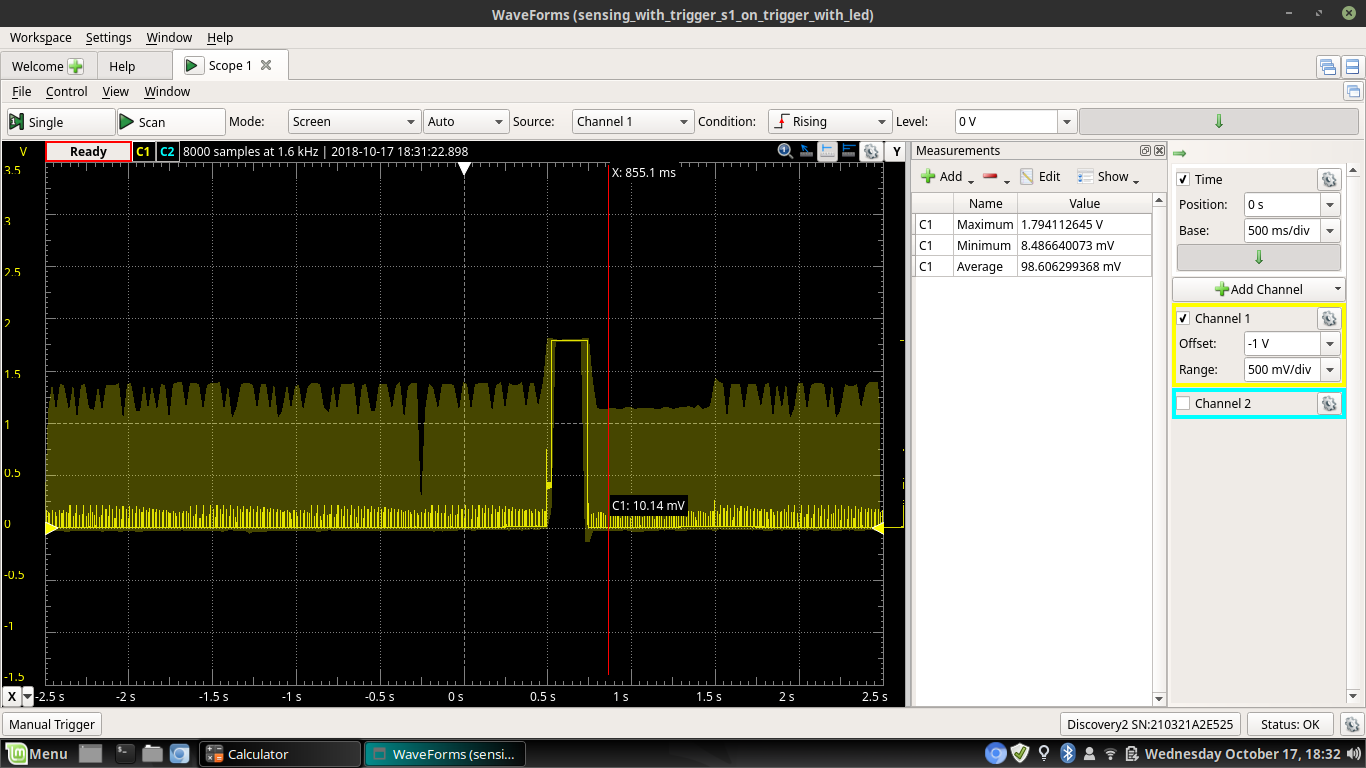 WaveForms (sensing_with_trigger_s1_on_trigger_with_led)
Workspace Settings Window Help
Welcome Help Scope 1
File Control View Window
Single Scan Mode: Screen Auto Source: Channel 1 Condition: Rising Level: 0 V
V Ready C1 C2 8000 samples at 1.6 kHz | 2018-10-17 18:31:22.898 Y
Measurements
Add Edit Show
Name Value
C1 Maximum 1.794112645 V
C1 Minimum 8.486640073 mV
C1 Average 98.606299368 mV
Time
Position: 0 s
Base: 500 ms/div
Add Channel
Channel 1
Offset: -1 V
Range: 500 mV/div
Channel 2
X: 855.1 ms
C1: 10.14 mV
3.5
3
2.5
2
1.5
1
0.5
0
-0.5
-1
-1.5
X -2.5 s -2 s -1.5 s -1 s -0.5 s 0 s 0.5 s 1 s 1.5 s 2 s 2.5 s
Manual Trigger Discovery2 SN:210321A2E525 Status: OK
Menu Calculator WaveForms (sensi... Wednesday October 17, 18:32